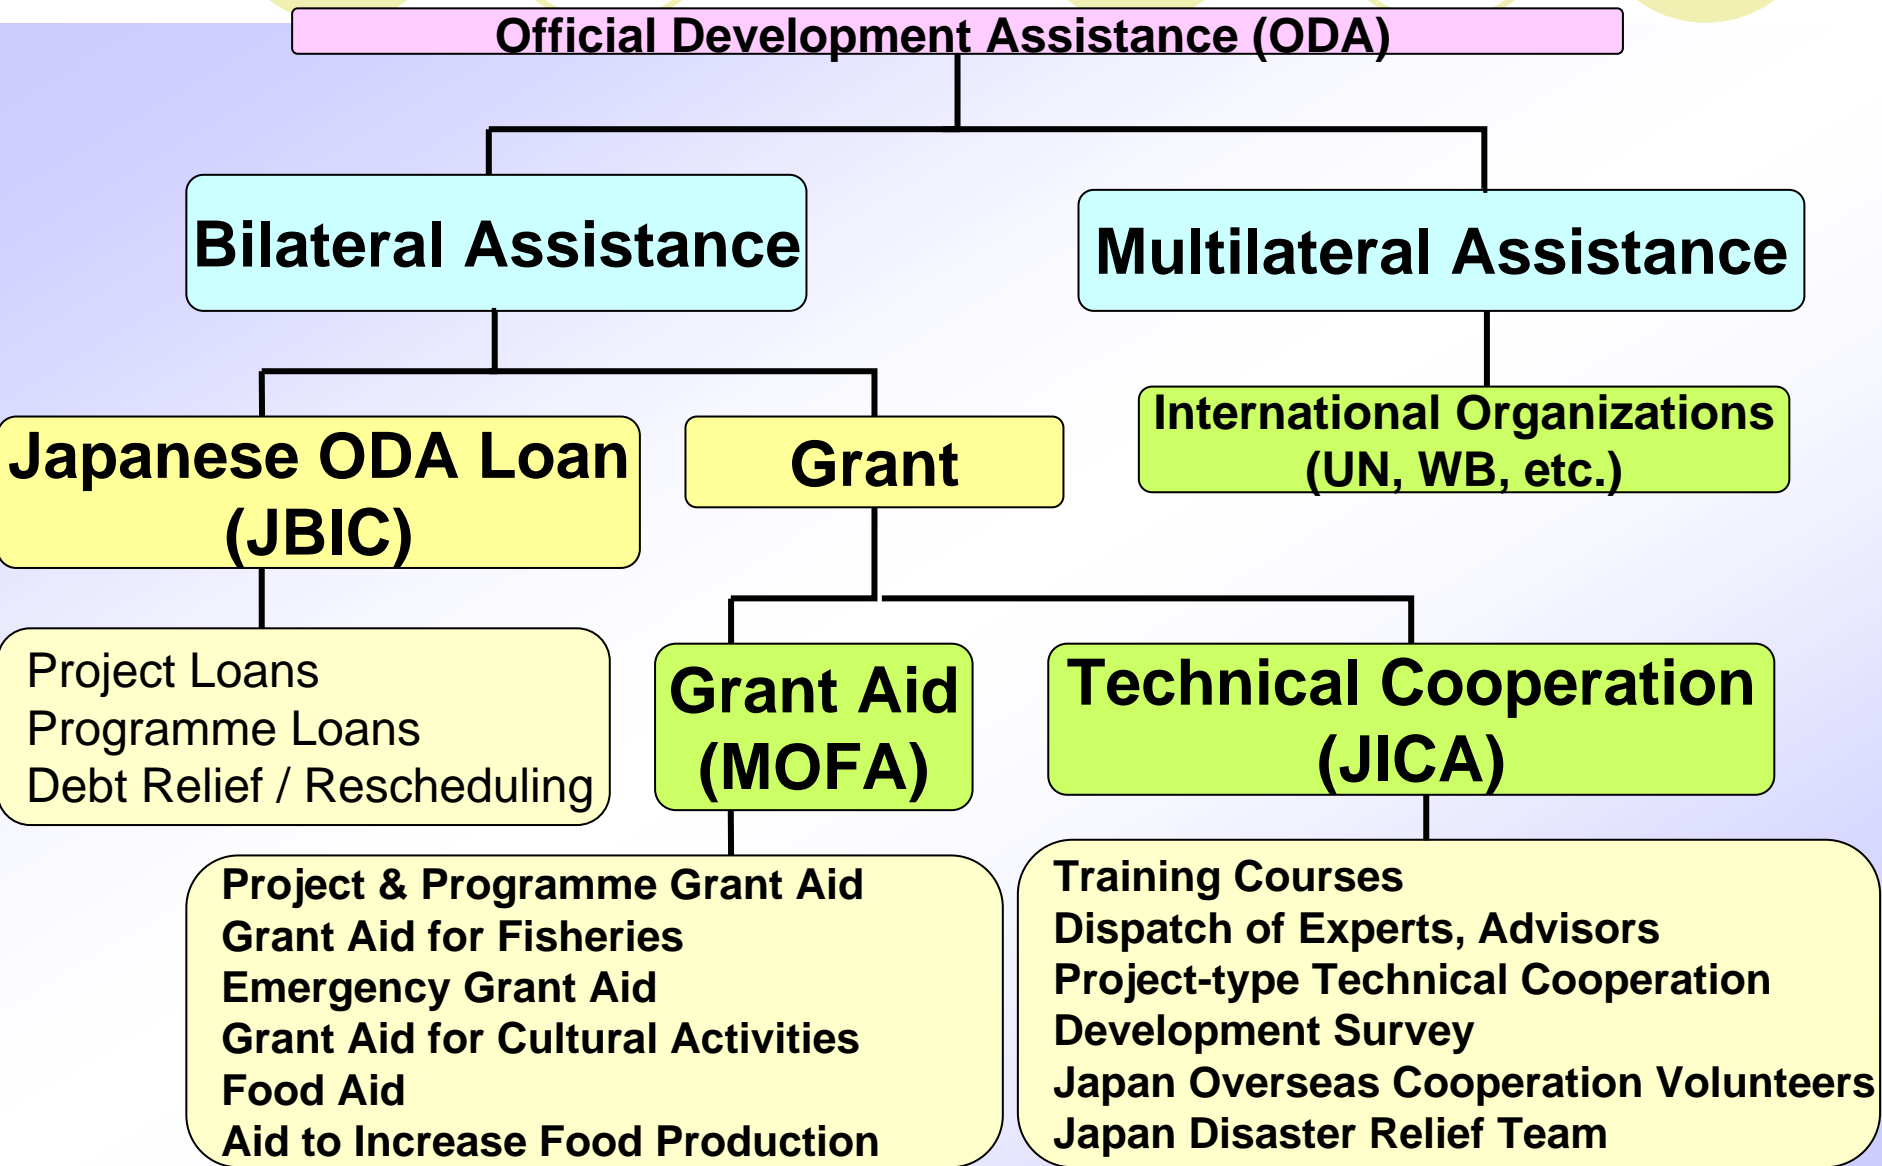 Official Development Assistance (ODA)
Bilateral Assistance
Multilateral Assistance
Japanese ODA Loan
(JBIC)
Grant
International Organizations
(UN, WB, etc.)
Project Loans
Programme Loans
Debt Relief / Rescheduling
Grant Aid
(MOFA)
Technical Cooperation
(JICA)
Project & Programme Grant Aid
Grant Aid for Fisheries
Emergency Grant Aid
Grant Aid for Cultural Activities
Food Aid
Aid to Increase Food Production
Training Courses
Dispatch of Experts, Advisors
Project-type Technical Cooperation
Development Survey
Japan Overseas Cooperation Volunteers
Japan Disaster Relief Team